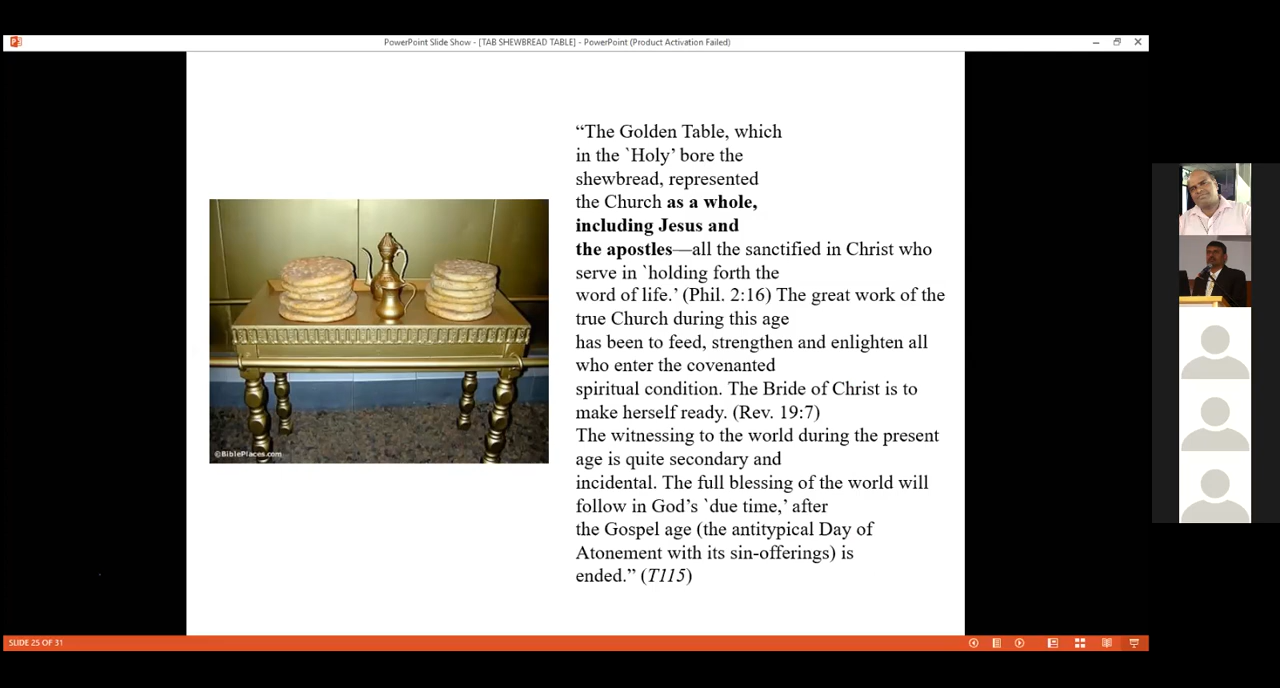 PowerPoint Slide Show - [TAB SHEWBREAD TABLE] - PowerPoint (Product Activation Failed)
“The Golden Table, which
in the `Holy’ bore the
shewbread, represented
the Church as a whole,
including Jesus and
the apostles—all the sanctified in Christ who
serve in `holding forth the
word of life.’ (Phil. 2:16) The great work of the
true Church during this age
has been to feed, strengthen and enlighten all
who enter the covenanted
spiritual condition. The Bride of Christ is to
make herself ready. (Rev. 19:7)
The witnessing to the world during the present
age is quite secondary and
incidental. The full blessing of the world will
follow in God’s `due time,’ after
the Gospel age (the antitypical Day of
Atonement with its sin-offerings) is
ended.” (T115)
©BiblePlaces.com
SLIDE 25 OF 31